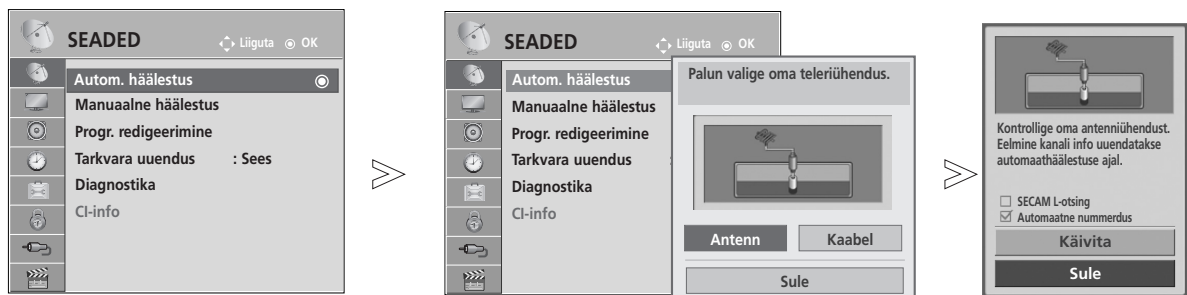 SEADED
Liiguta OK
Autom. häälestus
Manuaalne häälestus
Progr. redigeerimine
Tarkvara uuendus : Sees
Diagnostika
CI-info
SEADED
Liiguta OK
Autom. häälestus
Manuaalne häälestus
Progr. redigeerimine
Tarkvara uuendus :
Diagnostika
CI-info
Palun valige oma teleriühendus.
Antenn Kaabel
Sule
Kontrollige oma antenniühendust.
Eelmine kanali info uuendatakse
automaathäälestuse ajal.
SECAM L-otsing
Automaatne nummerdus
Käivita
Sule